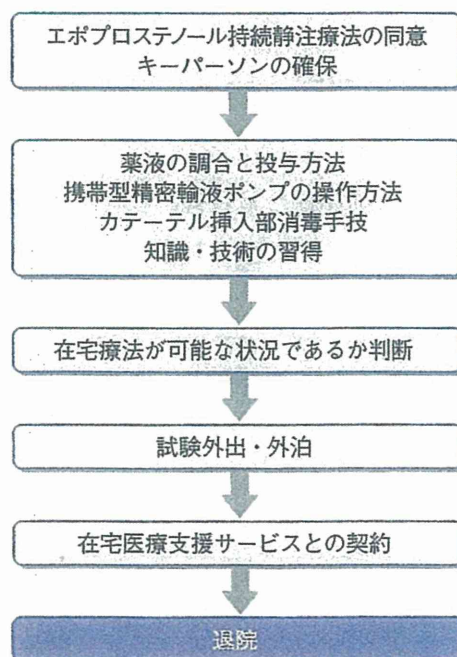 エポプロステノール持続静注療法の同意
キーパーソンの確保
薬液の調合と投与方法
携帯型精密輸液ポンプの操作方法
カテーテル挿入部消毒手技
知識・技術の習得
在宅療法が可能な状況であるか判断
試験外出・外泊
在宅医療支援サービスとの契約
退院